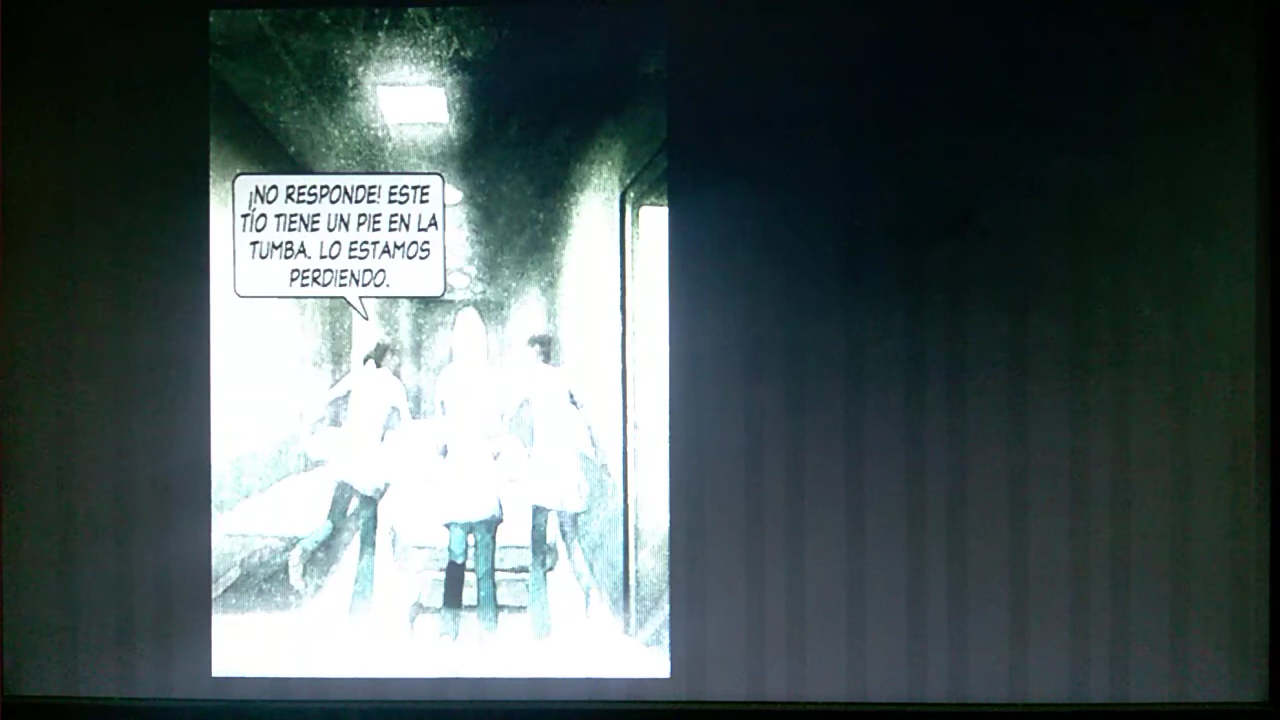 ¡NO RESPONDE! ESTE
TÍO TIENE UN PIE EN LA
TUMBA. LO ESTAMOS
PERDIENDO.